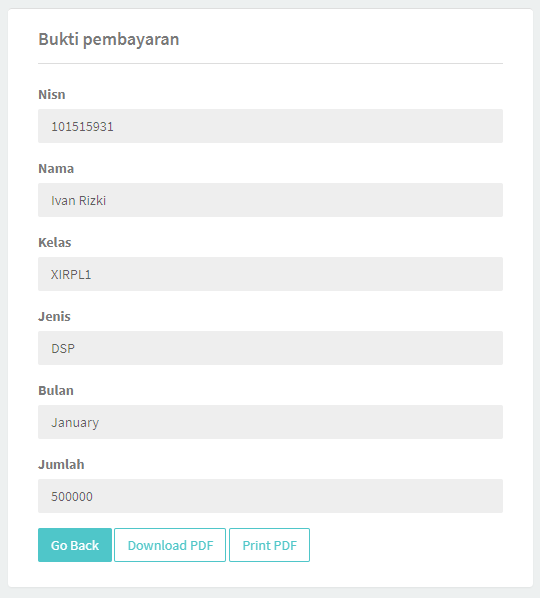 Bukti pembayaran
Nisn
101515931
Nama
Ivan Rizki
Kelas
XIRPL1
Jenis
DSP
Bulan
January
Jumlah
500000
Go Back Download PDF Print PDF